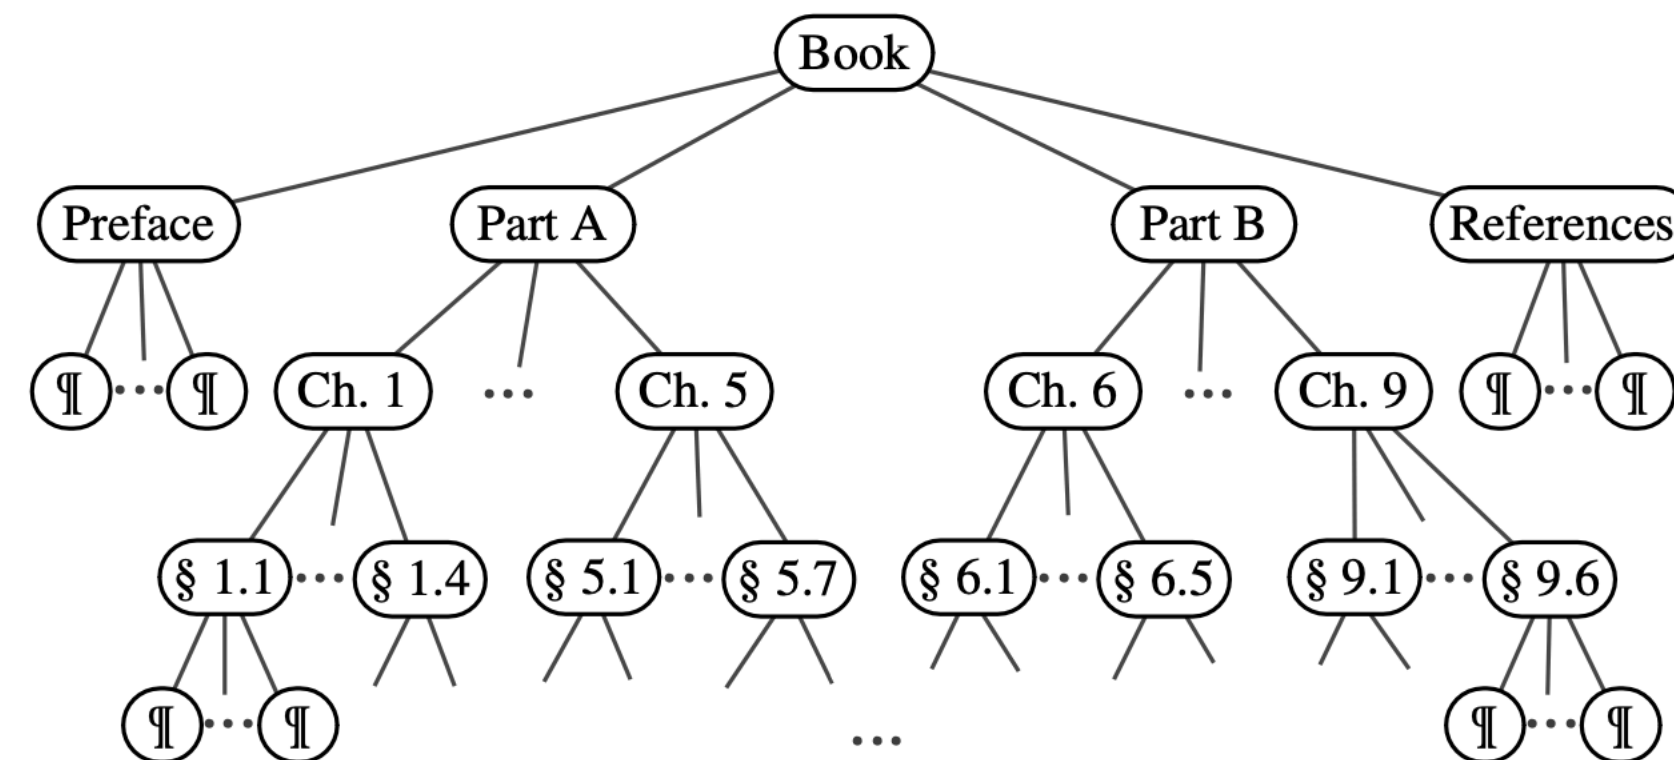 Book
Preface Part A Part B References
¶ ... ¶ Ch. 1 ... Ch. 5 Ch. 6 ... Ch. 9 ¶ ... ¶
§ 1.1 ... § 1.4 § 5.1 ... § 5.7 § 6.1 ... § 6.5 § 9.1 ... § 9.6
¶ ... ¶ ... ¶ ... ¶